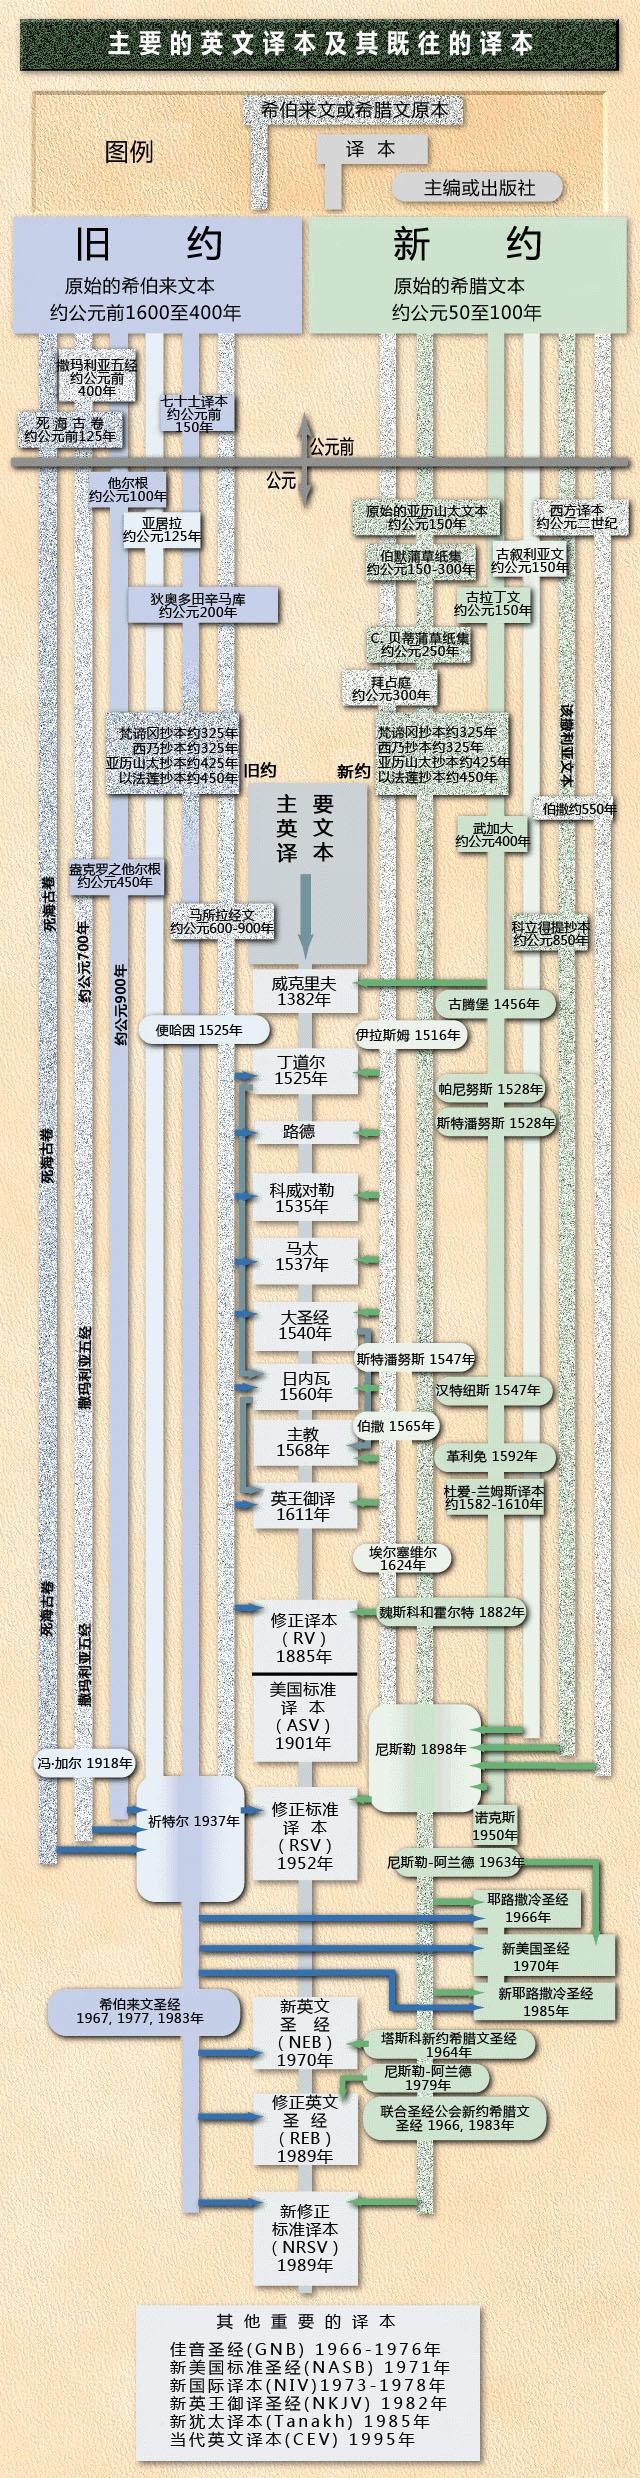 主要的英文译本及其既往的译本
希伯来文或希腊文原本
图例
译 本
主编或出版社
旧 约
原始的希伯来文本
约公元前1600至400年
新 约
原始的希腊文本
约公元50至100年
撒玛利亚五经
约公元前
400年
七十士译本
约公元前
150年
死海古卷
约公元前125年
公元前
公元
他尔根
约公元100年
亚居拉
约公元125年
狄奥多田辛马库
约公元200年
原始的亚历山太文本
约公元150年
西方译本
约公元二世纪
伯默蒲草纸集
约公元150-300年
古叙利亚文
约公元150年
古拉丁文
约公元150年
C. 贝蒂蒲草纸集
约公元250年
拜占庭
约公元300年
梵谛冈抄本约325年
西乃抄本约325年
亚历山太抄本约425年
以法莲抄本约450年
旧约
新约
梵谛冈抄本约325年
西乃抄本约325年
亚历山太抄本约425年
以法莲抄本约450年
该撒利亚文本
主要
英文
译本
伯撒约550年
武加大
约公元400年
盎克罗之他尔根
约公元450年
死海古卷
约公元700年
约公元900年
马所拉经文
约公元600-900年
科立得提抄本
约公元850年
威克里夫
1382年
古腾堡 1456年
便哈因 1525年
伊拉斯姆 1516年
丁道尔
1525年
帕尼努斯 1528年
斯特潘努斯 1528年
路德
死海古卷
科威对勒
1535年
马太
1537年
大圣经
1540年
撒玛利亚五经
斯特潘努斯 1547年
日内瓦
1560年
汉特纽斯 1547年
主教
1568年
伯撒 1565年
革利免 1592年
英王御译
1611年
杜爱-兰姆斯译本
约1582-1610年
埃尔塞维尔
1624年
死海古卷
撒玛利亚五经
修正译本
(RV)
1885年
魏斯科和霍尔特 1882年
美国标准
译 本
(ASV)
1901年
尼斯勒 1898年
冯·加尔 1918年
祈特尔 1937年
修正标准
译 本
(RSV)
1952年
诺克斯
1950年
尼斯勒-阿兰德 1963年
耶路撒冷圣经
1966年
新美国圣经
1970年
新耶路撒冷圣经
1985年
希伯来文圣经
1967, 1977, 1983年
新英文
圣 经
(NEB)
1970年
塔斯科新约希腊文圣经
1964年
尼斯勒-阿兰德
1979年
修正英文
圣 经
(REB)
1989年
联合圣经公会新约希腊文
圣经 1966, 1983年
新修正
标准译本
(NRSV)
1989年
其他重要的译本
佳音圣经(GNB) 1966-1976年
新美国标准圣经(NASB) 1971年
新国际译本(NIV)1973-1978年
新英王御译圣经(NKJV) 1982年
新犹太译本(Tanakh) 1985年
当代英文译本(CEV) 1995年